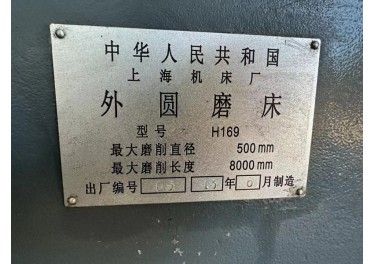 中华人民共和国
上海机床厂
外圆磨床
型号 H169
最大磨削直径 500mm
最大磨削长度 8000mm
出厂编号 年 月制造